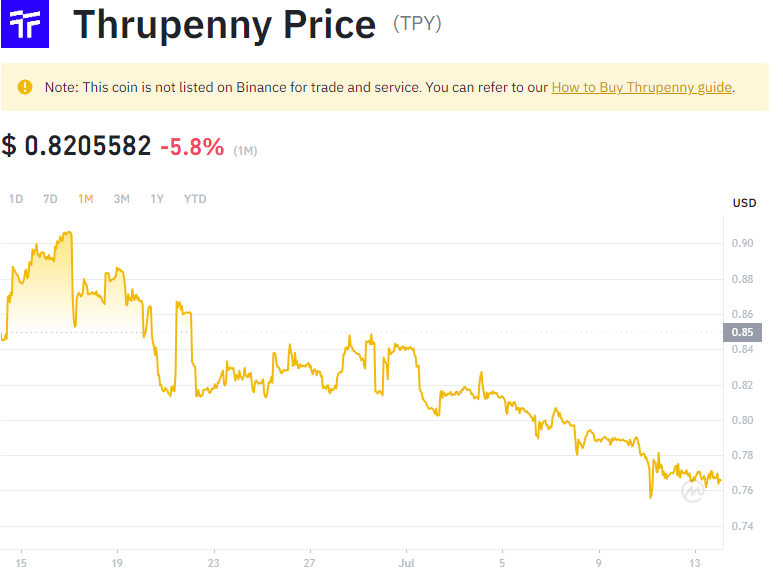 Thrupenny Price (TPY)
Note: This coin is not listed on Binance for trade and service. You can refer to our How to Buy Thrupenny guide.
$ 0.8205582 -5.8% (1M)
1D 7D 1M 3M 1Y YTD
USD
0.90
0.88
0.86
0.85
0.84
0.82
0.80
0.78
0.76
0.74
15 19 23 27 Jul 5 9 13